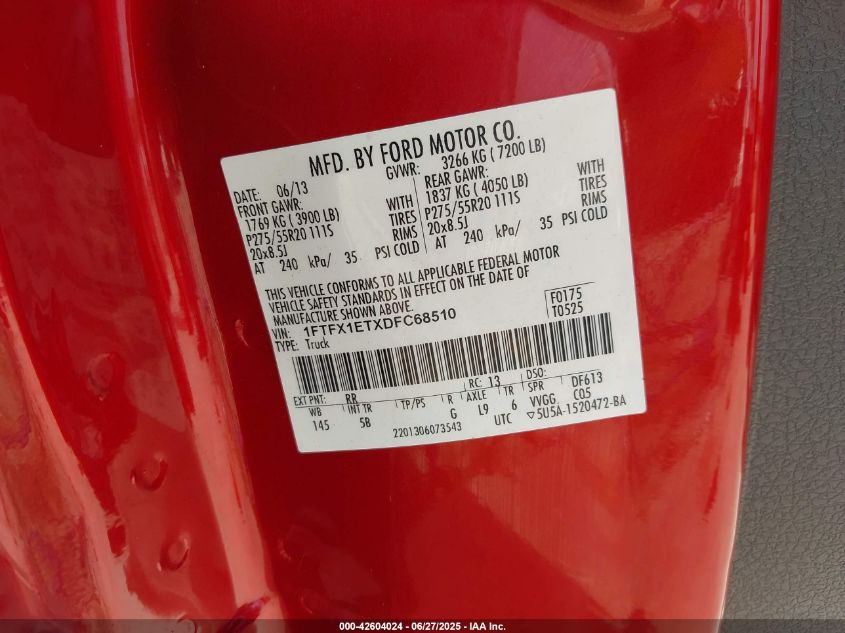 MFD. BY FORD MOTOR CO.
DATE: 06/13 GVWR: 3266 KG ( 7200 LB)
FRONT GAWR: REAR GAWR: WITH
1769 KG ( 3900 LB) WITH 1837 KG ( 4050 LB) TIRES
P275/55R20 111S TIRES P275/55R20 111S RIMS
20x8.5J RIMS 20x8.5J
AT 240 kPa/ 35 PSI COLD AT 240 kPa/ 35 PSI COLD
THIS VEHICLE CONFORMS TO ALL APPLICABLE FEDERAL MOTOR
VEHICLE SAFETY STANDARDS IN EFFECT ON THE DATE OF
MANUFACTURE SHOWN ABOVE.
VIN: 1FTFX1ETXDFC68510 F0175
TYPE: Truck T0525
EXT PNT: RR RC: 13 DSO:
WB INT TR TP/PS R AXLE TR SPR DF613
145 5B G L9 6 VVGG CQ5
2201306073543 UTC ▽5U5A-1520472-BA
000-42604024 - 06/27/2025 - IAA Inc.